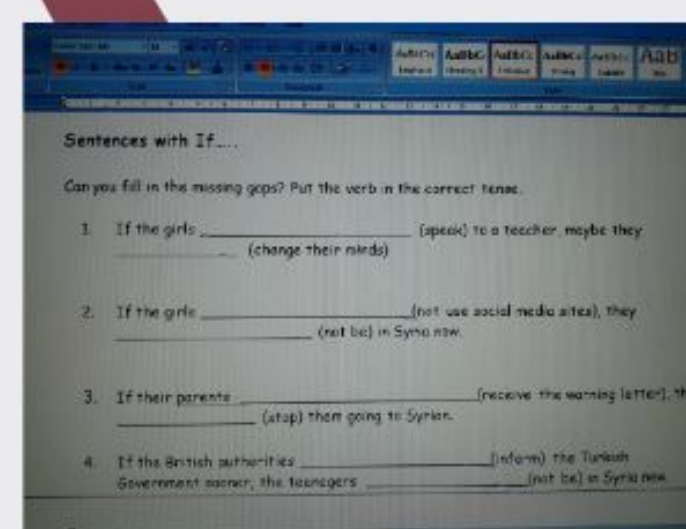 Sentences with If....
Can you fill in the missing gaps? Put the verb in the correct tense.
1. If the girls ____________________ (speak) to a teacher, maybe they
____________. (change their minds)
2. If the girls ____________________(not use social media sites), they
____________________ (not be) in Syria now.
3. If their parents ________________________(receive the warning letter), th
______________ (stop) them going to Syrian.
4. If the British authorities ____________________(inform) the Turkish
Government sooner, the teenagers ________________(not be) in Syria now.